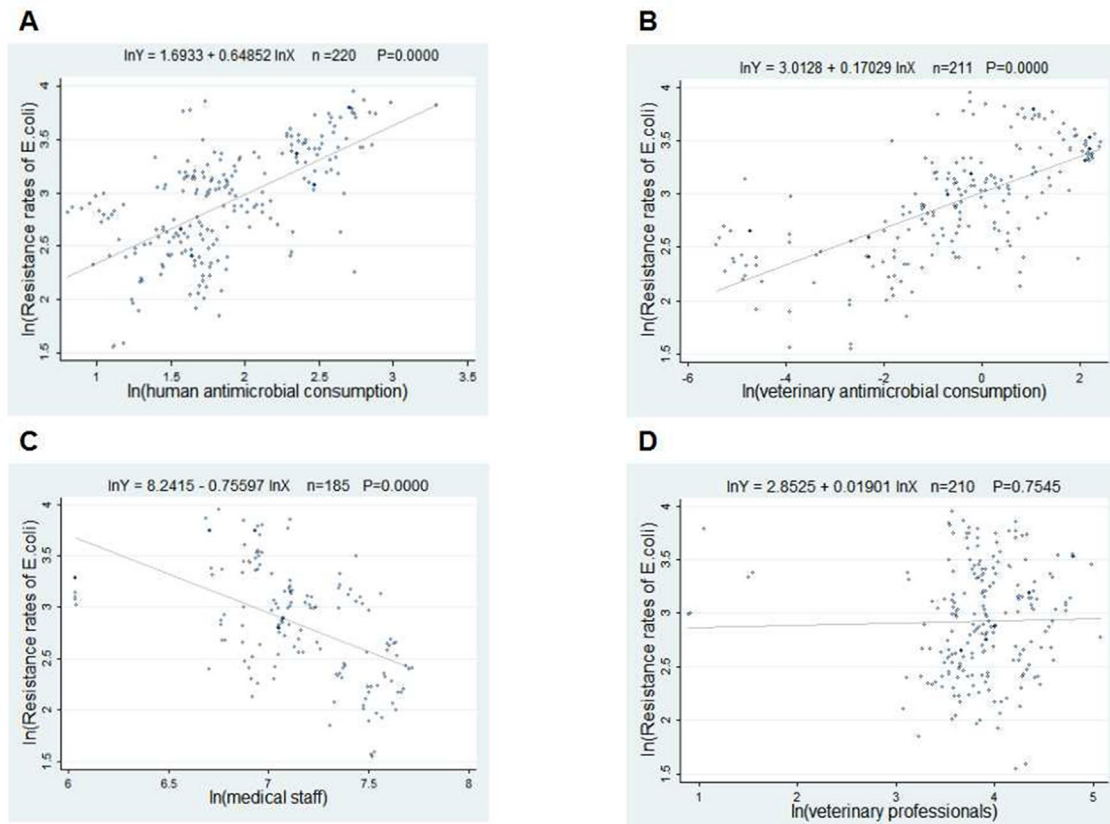 A
lnY = 1.6933 + 0.64852 lnX n =220 P=0.0000
ln(Resistance rates of E.coli)
4
3.5
3
2.5
2
1.5
1 1.5 2 2.5 3 3.5
ln(human antimicrobial consumption)
B
lnY = 3.0128 + 0.17029 lnX n=211 P=0.0000
ln(Resistance rates of E.coli)
4
3.5
3
2.5
2
1.5
-6 -4 -2 0 2
ln(veterinary antimicrobial consumption)
C
lnY = 8.2415 - 0.75597 lnX n=185 P=0.0000
ln(Resistance rates of E.coli)
4
3.5
3
2.5
2
1.5
6 6.5 7 7.5 8
ln(medical staff)
D
lnY = 2.8525 + 0.01901 lnX n=210 P=0.7545
ln(Resistance rates of E.coli)
4
3.5
3
2.5
2
1.5
1 2 3 4 5
ln(veterinary professionals)